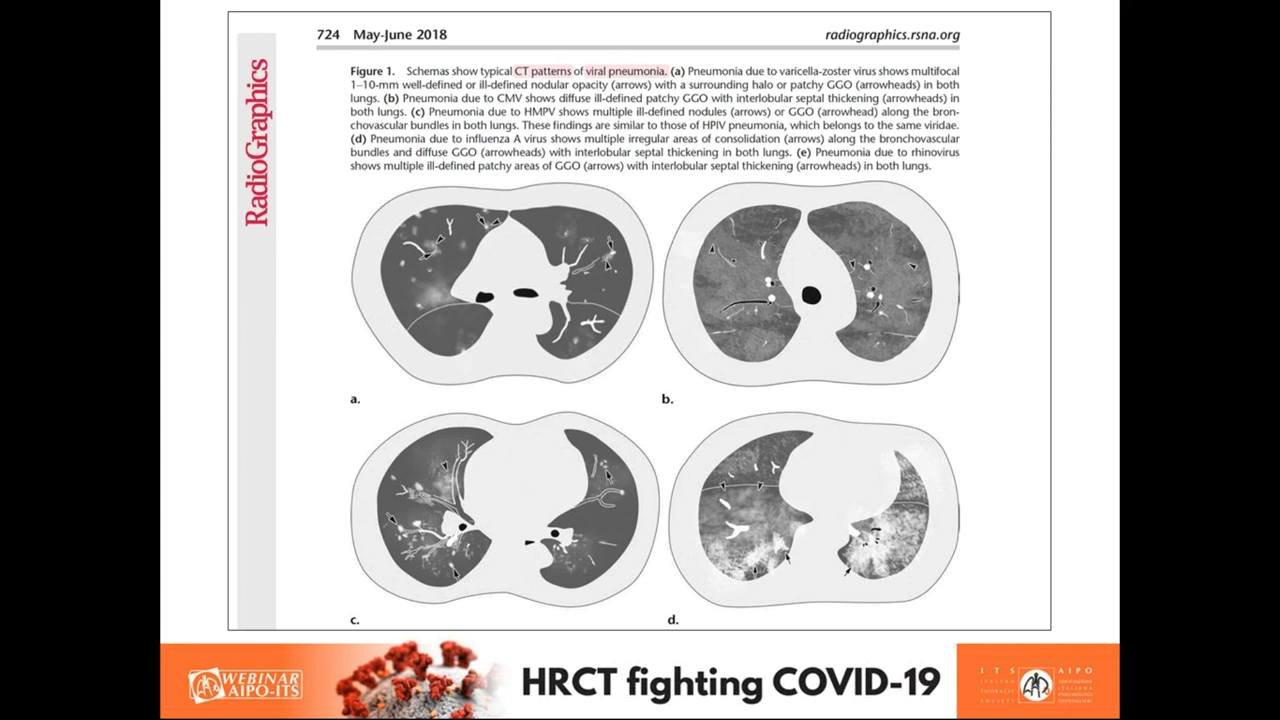 724 May-June 2018
radiographics.rsna.org
RadioGraphics
Figure 1. Schemas show typical CT patterns of viral pneumonia. (a) Pneumonia due to varicella-zoster virus shows multifocal
1–10-mm well-defined or ill-defined nodular opacity (arrows) with a surrounding halo or patchy GGO (arrowheads) in both
lungs. (b) Pneumonia due to CMV shows diffuse ill-defined patchy GGO with interlobular septal thickening (arrowheads) in
both lungs. (c) Pneumonia due to HMPV shows multiple ill-defined nodules (arrows) or GGO (arrowhead) along the bron-
chovascular bundles in both lungs. These findings are similar to those of HPIV pneumonia, which belongs to the same viridae.
(d) Pneumonia due to influenza A virus shows multiple irregular areas of consolidation (arrows) along the bronchovascular
bundles and diffuse GGO (arrowheads) with interlobular septal thickening in both lungs. (e) Pneumonia due to rhinovirus
shows multiple ill-defined patchy areas of GGO (arrows) with interlobular septal thickening (arrowheads) in both lungs.
a.
b.
c.
d.
WEBINAR
AIPO-ITS
HRCT fighting COVID-19
ITS
ITALIAN
THORACIC
SOCIETY
AIPO
ASSOCIAZIONE
ITALIANA
PNEUMOLOGI
OSPEDALIERI